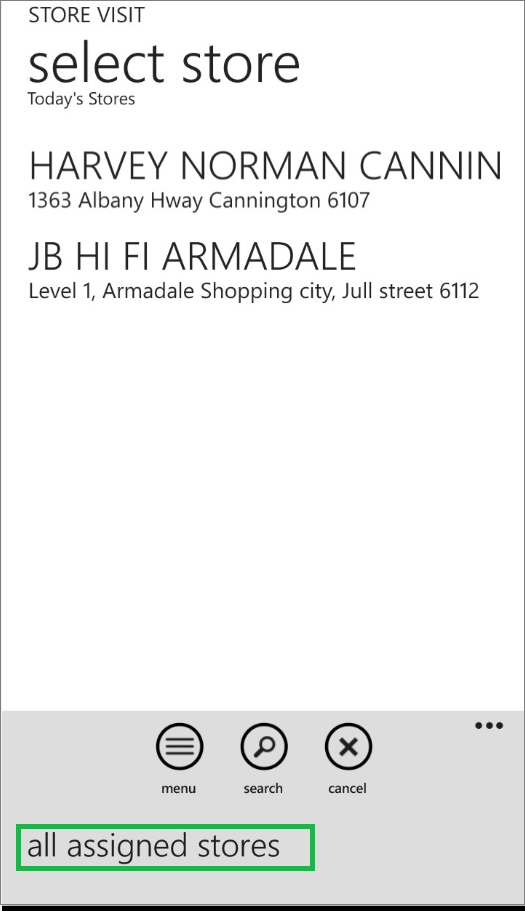 STORE VISIT
select store
Today's Stores
HARVEY NORMAN CANNIN
1363 Albany Hway Cannington 6107
JB HI FI ARMADALE
Level 1, Armadale Shopping city, Jull street 6112
menu
search
cancel
all assigned stores